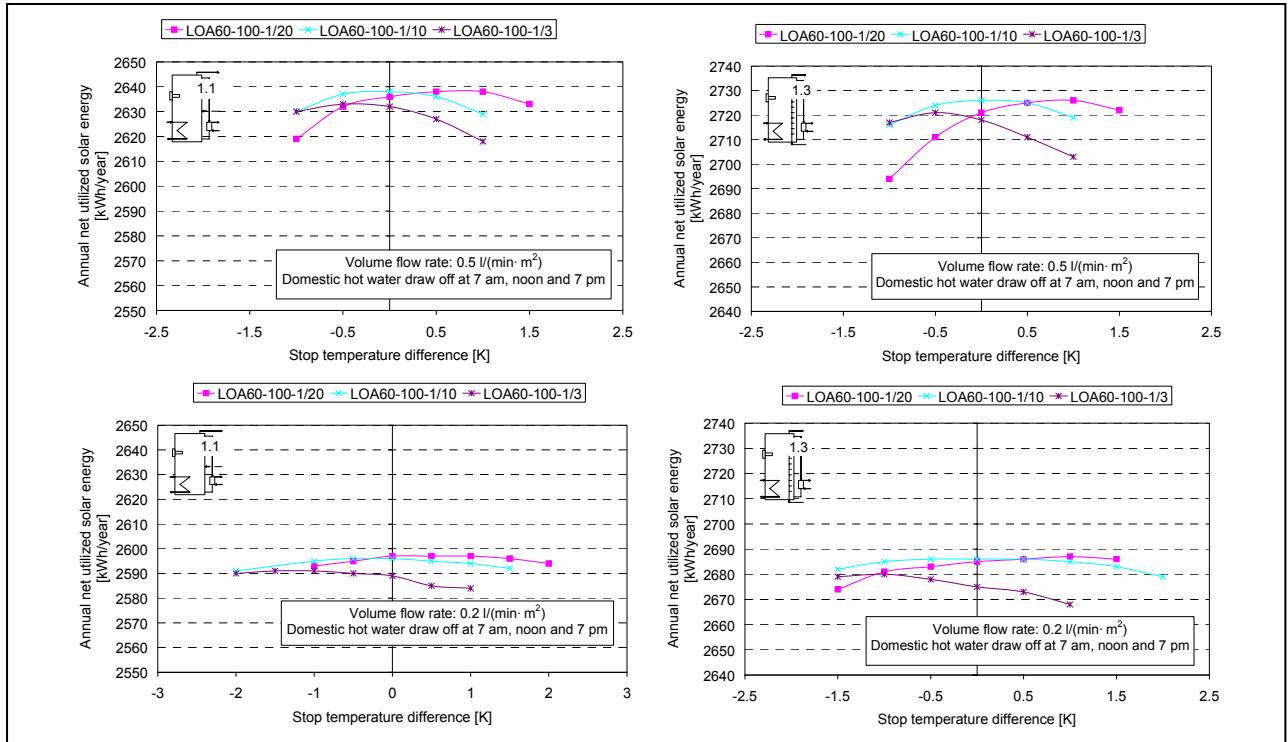 LOA60-100-1/20 LOA60-100-1/10 LOA60-100-1/3
2650
2640
2630
2620
2610
2600
2590
2580
2570
2560
2550
-2.5 -1.5 -0.5 0.5 1.5 2.5
Stop temperature difference [K]
Annual net utilized solar energy
[kWh/year]
1.1
Volume flow rate: 0.5 l/(min· m²)
Domestic hot water draw off at 7 am, noon and 7 pm
LOA60-100-1/20 LOA60-100-1/10 LOA60-100-1/3
2740
2730
2720
2710
2700
2690
2680
2670
2660
2650
2640
-2.5 -1.5 -0.5 0.5 1.5 2.5
Stop temperature difference [K]
Annual net utilized solar energy
[kWh/year]
1.3
Volume flow rate: 0.5 l/(min· m²)
Domestic hot water draw off at 7 am, noon and 7 pm
LOA60-100-1/20 LOA60-100-1/10 LOA60-100-1/3
2650
2640
2630
2620
2610
2600
2590
2580
2570
2560
2550
-3 -2 -1 0 1 2 3
Stop temperature difference [K]
Annual net utilized solar energy
[kWh/year]
1.1
Volume flow rate: 0.2 l/(min· m²)
Domestic hot water draw off at 7 am, noon and 7 pm
LOA60-100-1/20 LOA60-100-1/10 LOA60-100-1/3
2740
2730
2720
2710
2700
2690
2680
2670
2660
2650
2640
-2.5 -1.5 -0.5 0.5 1.5 2.5
Stop temperature difference [K]
Annual net utilized solar energy
[kWh/year]
1.3
Volume flow rate: 0.2 l/(min· m²)
Domestic hot water draw off at 7 am, noon and 7 pm